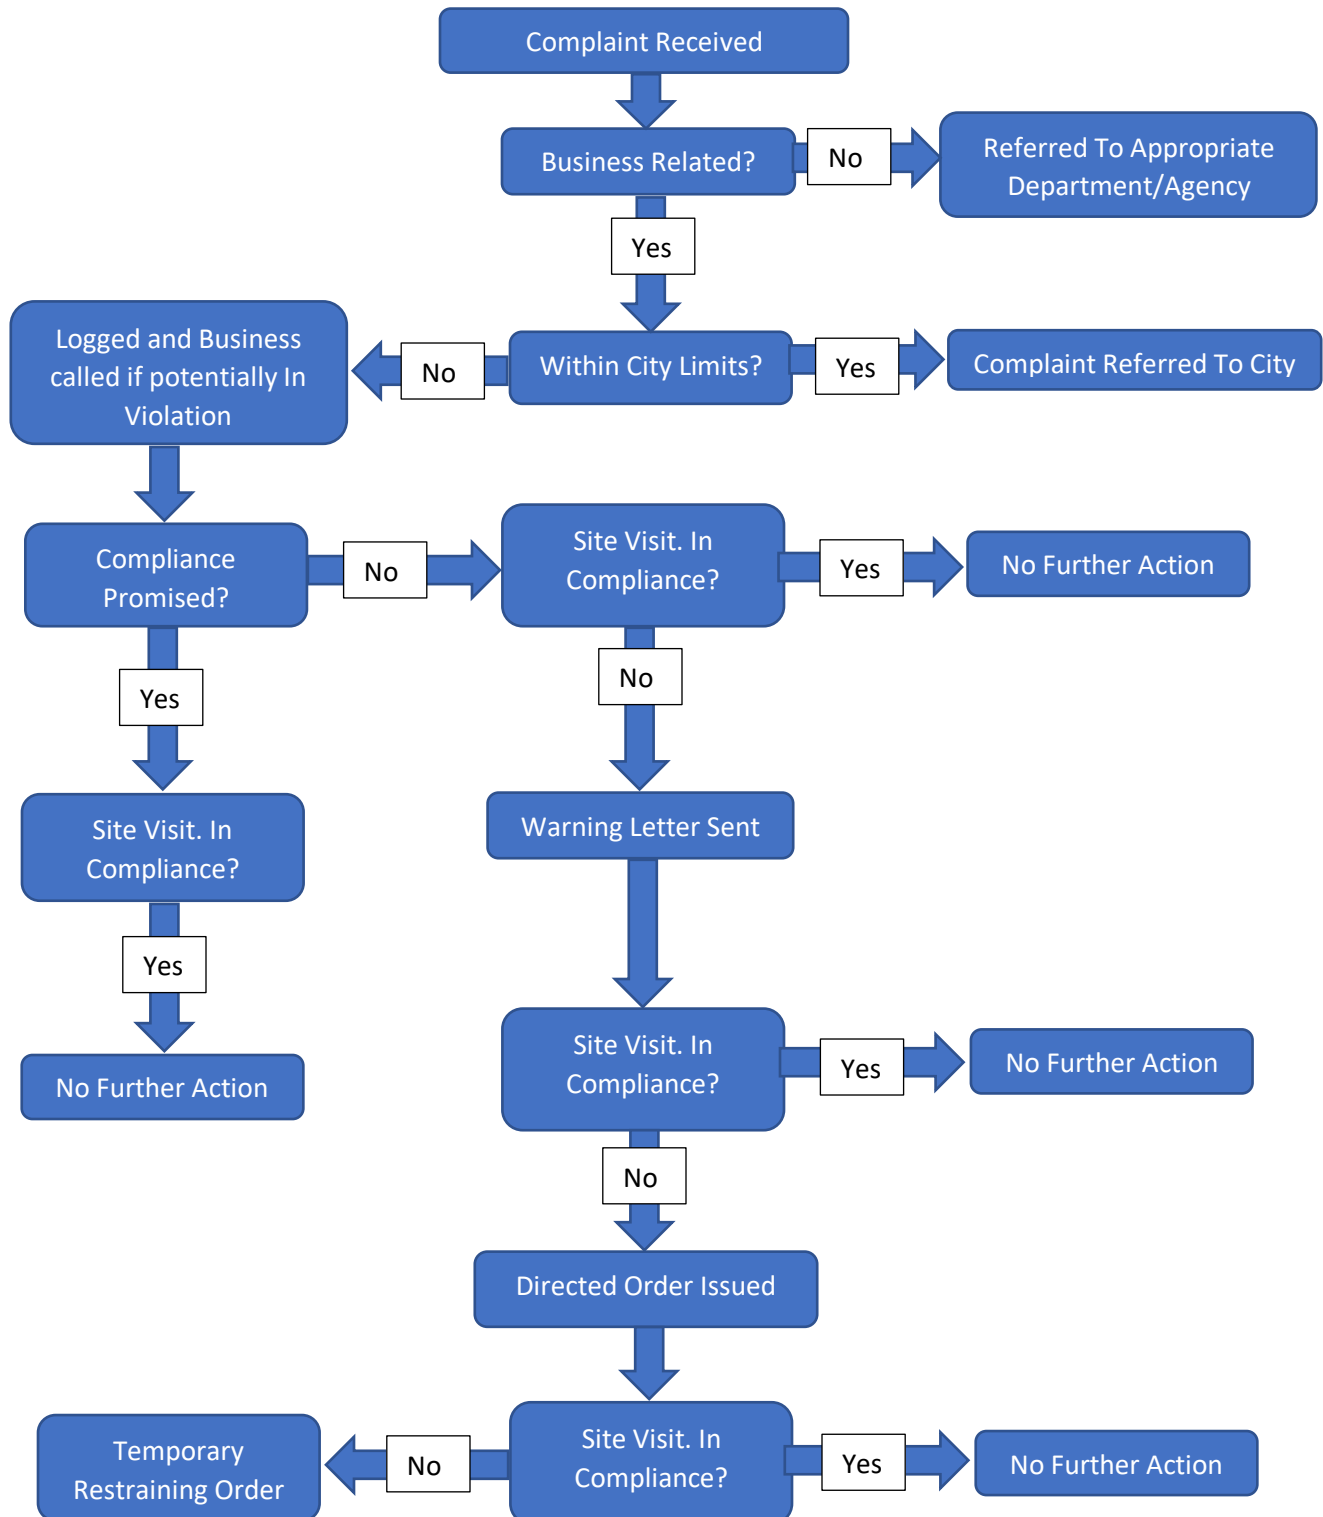 Complaint Received
Business Related?
No
Referred To Appropriate
Department/Agency
Yes
Logged and Business
called if potentially In
Violation
No
Within City Limits?
Yes
Complaint Referred To City
Compliance
Promised?
No
Site Visit. In
Compliance?
Yes
No Further Action
Yes
No
Site Visit. In
Compliance?
Warning Letter Sent
Yes
No Further Action
Site Visit. In
Compliance?
Yes
No Further Action
No
Directed Order Issued
Temporary
Restraining Order
No
Site Visit. In
Compliance?
Yes
No Further Action